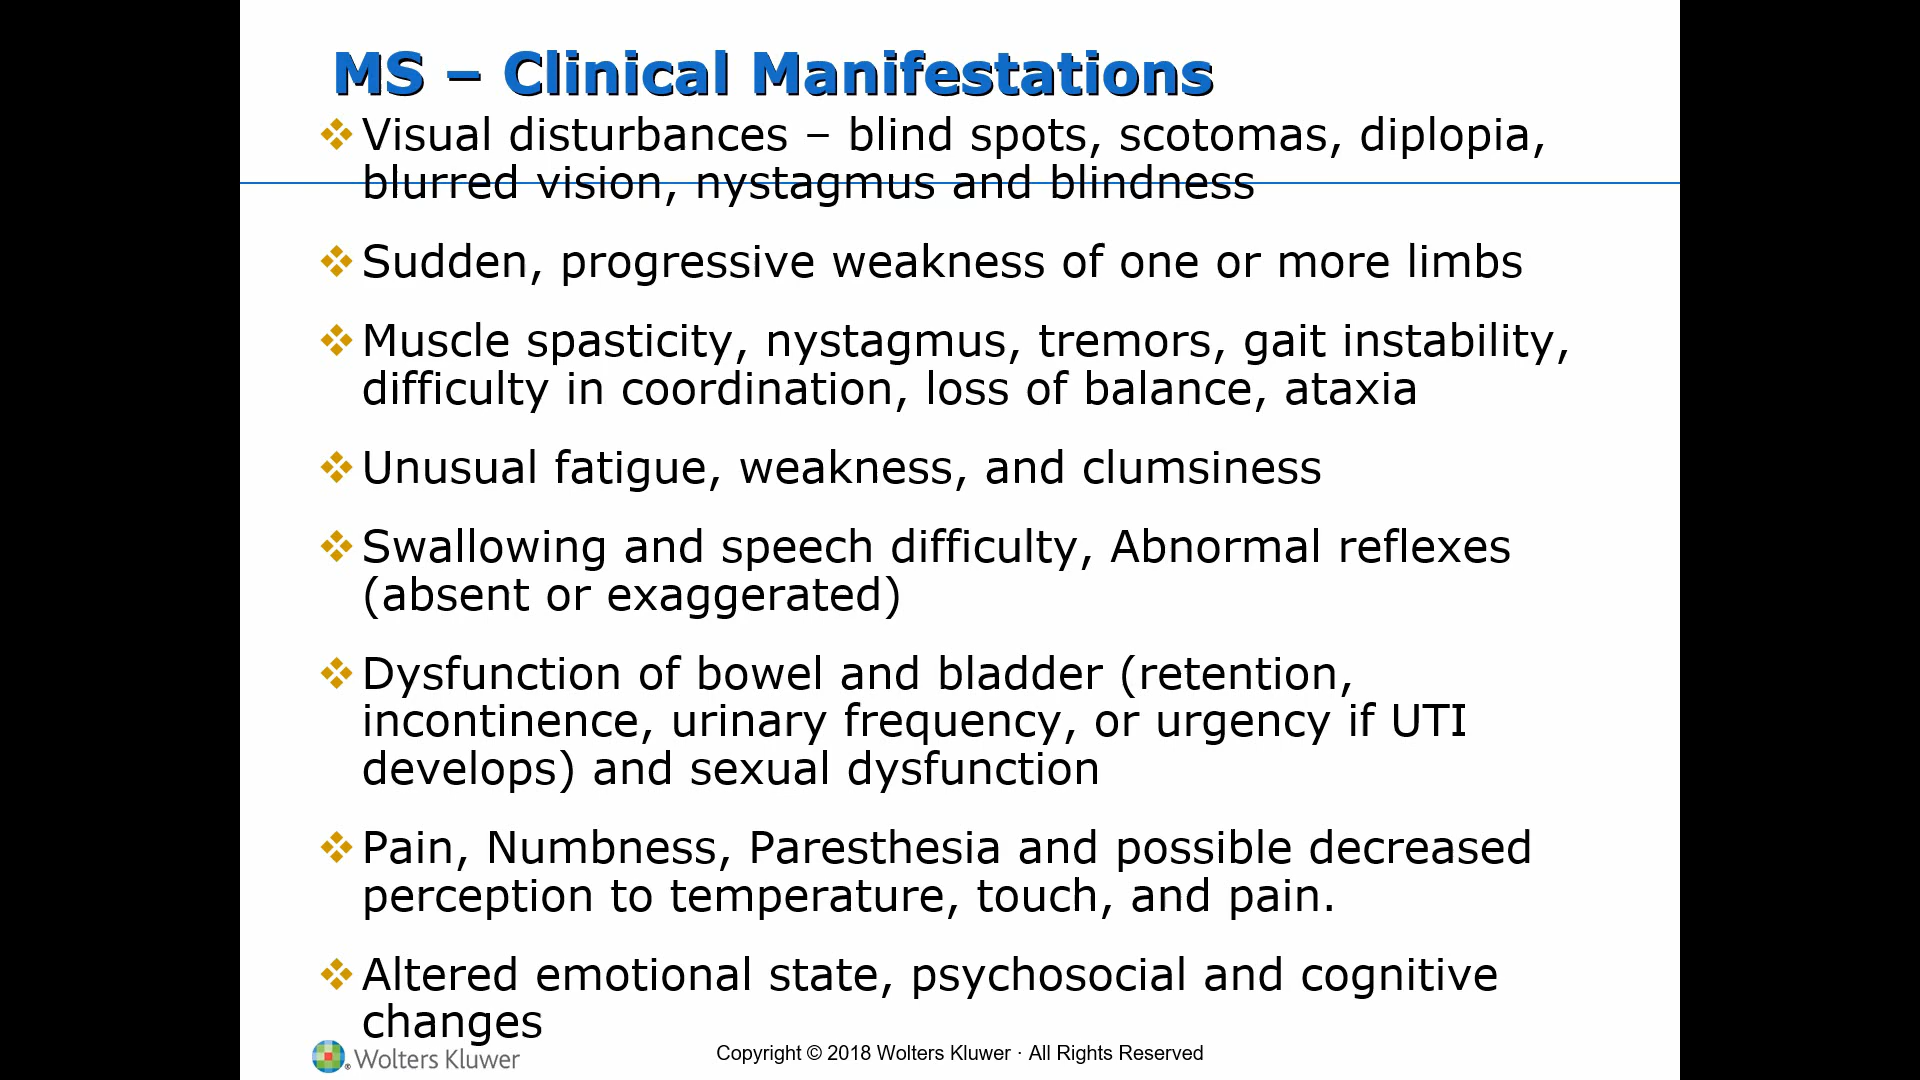 MS – Clinical Manifestations
Visual disturbances – blind spots, scotomas, diplopia,
blurred vision, nystagmus and blindness
Sudden, progressive weakness of one or more limbs
Muscle spasticity, nystagmus, tremors, gait instability,
difficulty in coordination, loss of balance, ataxia
Unusual fatigue, weakness, and clumsiness
Swallowing and speech difficulty, Abnormal reflexes
(absent or exaggerated)
Dysfunction of bowel and bladder (retention,
incontinence, urinary frequency, or urgency if UTI
develops) and sexual dysfunction
Pain, Numbness, Paresthesia and possible decreased
perception to temperature, touch, and pain.
Altered emotional state, psychosocial and cognitive
changes
Wolters Kluwer
Copyright © 2018 Wolters Kluwer · All Rights Reserved